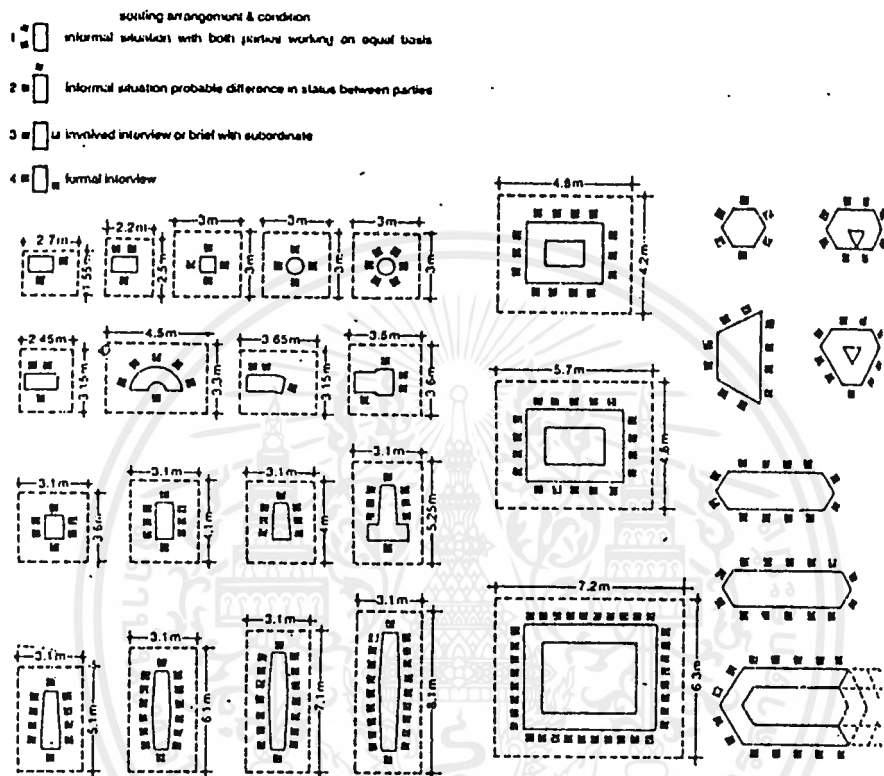 seating arrangement & condition
1 informal situation with both parties working on equal basis
2 informal situation probable difference in status between parties
3 involved interview or brief with subordinate
4 formal interview
2.7m 2.2m 3m 3m 3m 4.8m
1.55m 2.5m 3m 3m 3m 4.2m
2.45m 4.5m 3.65m 3.5m 5.7m
3.15m 3.3m 3.15m 3.6m 4.6m
3.1m 3.1m 3.1m 3.1m
3.6m 4.1m 5.25m
3.1m 3.1m 3.1m 3.1m 7.2m
5.1m 6.1m 7.1m 8.1m 6.3m